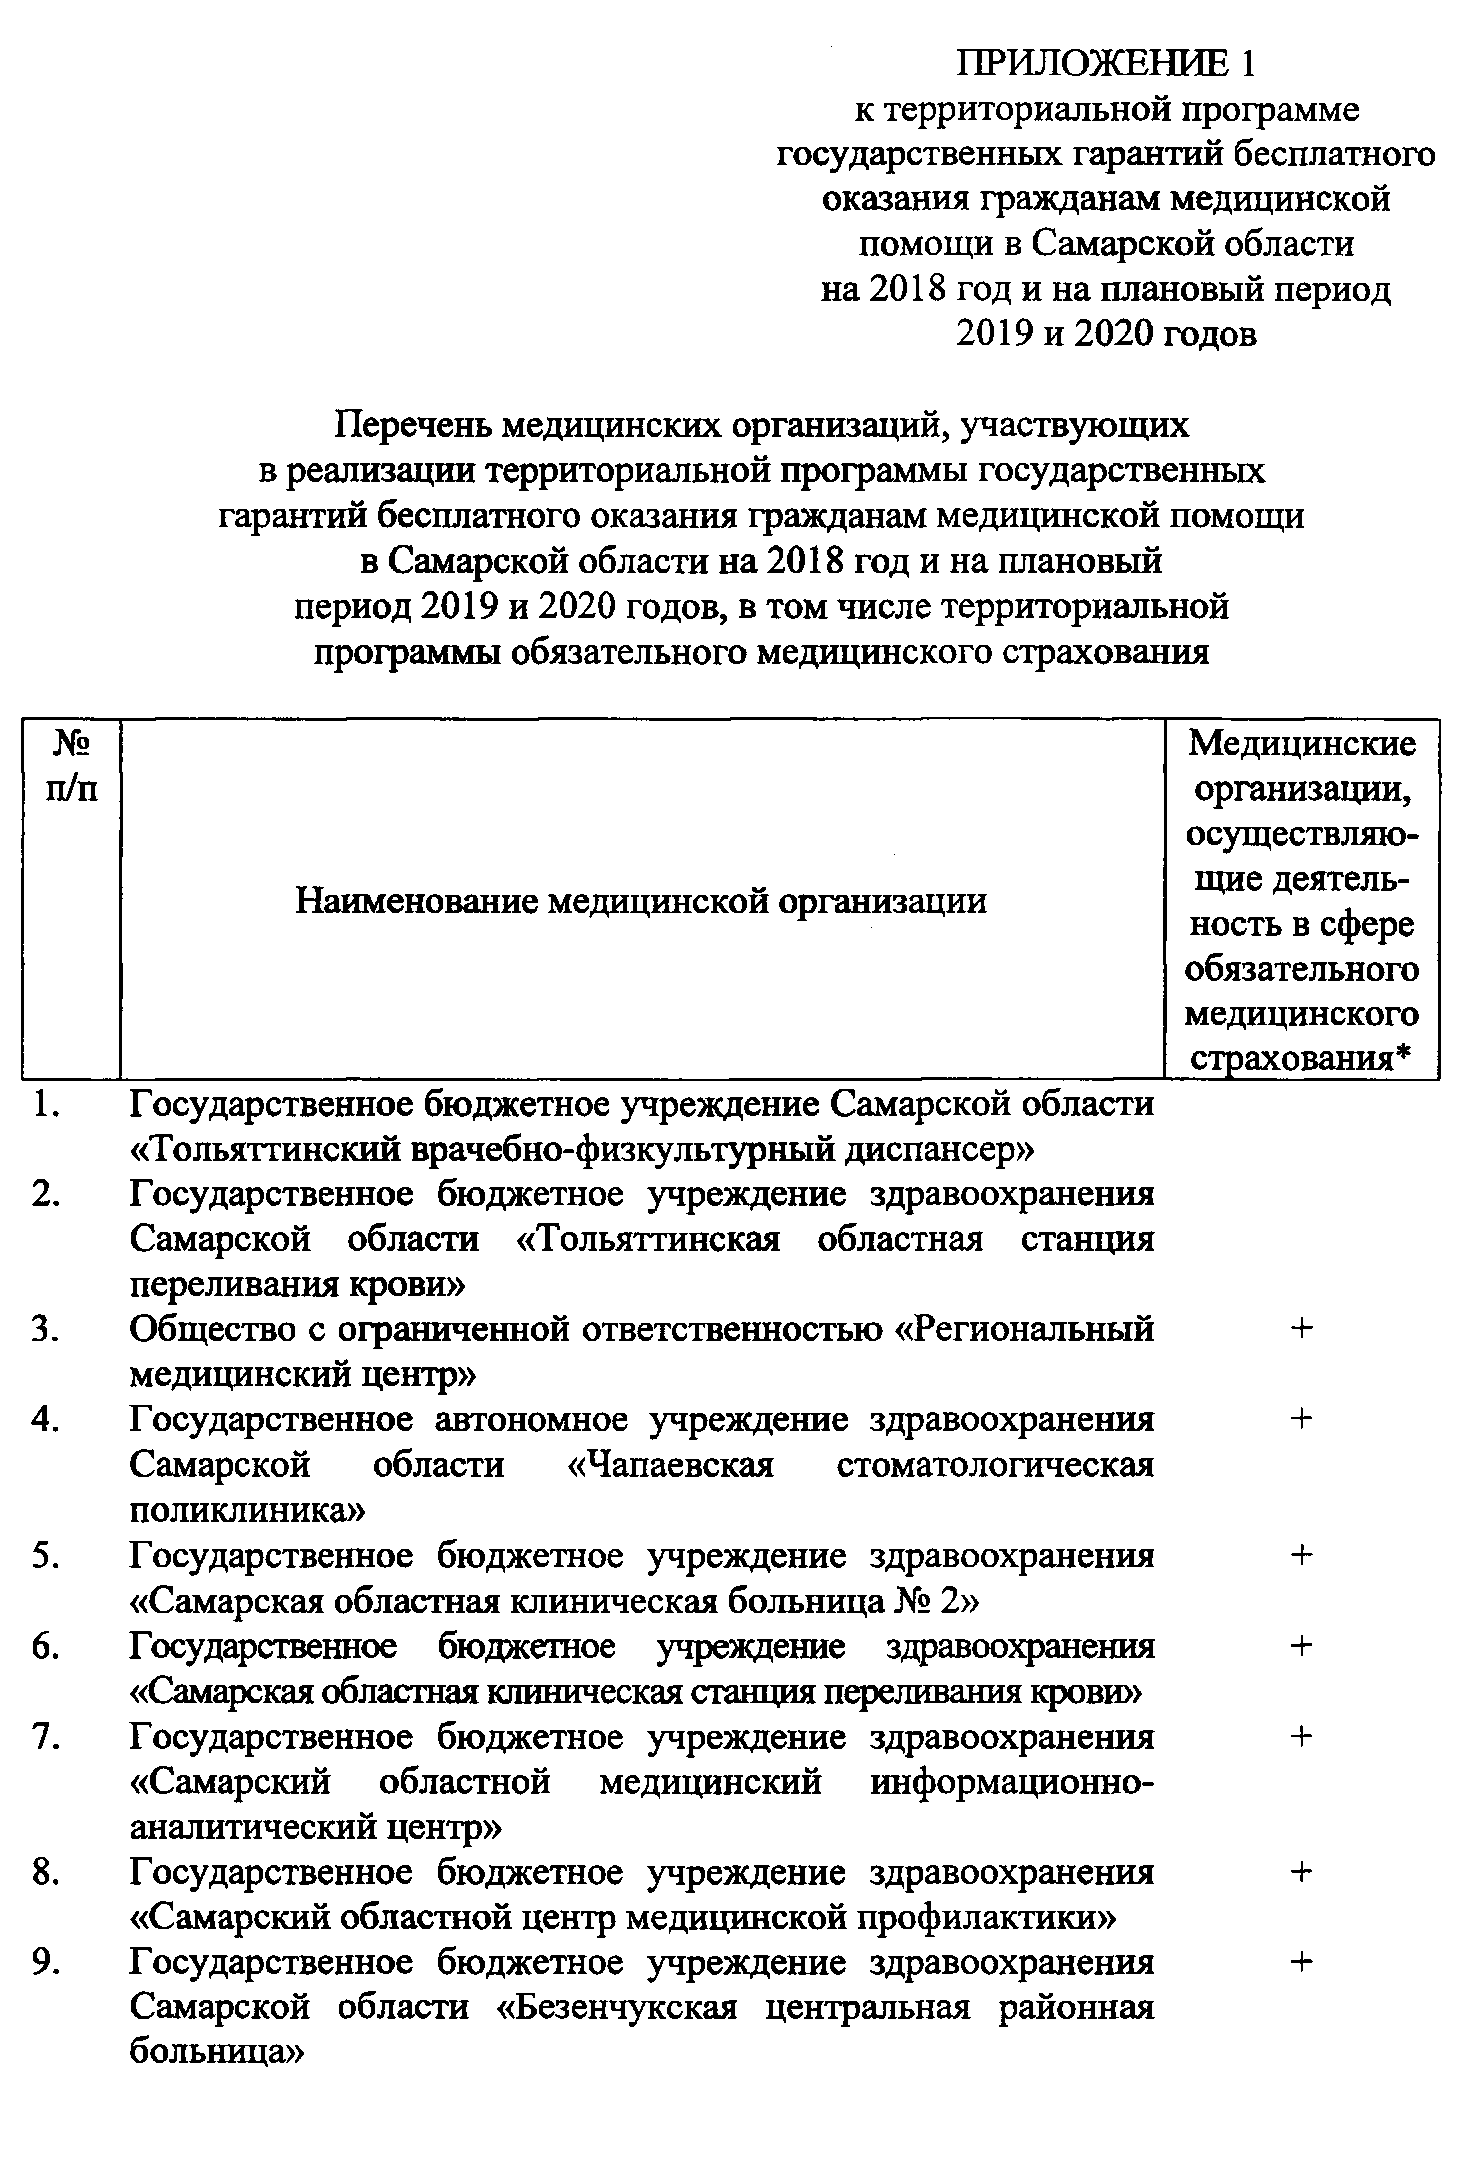 ПРИЛОЖЕНИЕ 1
к территориальной программе
государственных гарантий бесплатного
оказания гражданам медицинской
помощи в Самарской области
на 2018 год и на плановый период
2019 и 2020 годов
Перечень медицинских организаций, участвующих
в реализации территориальной программы государственных
гарантий бесплатного оказания гражданам медицинской помощи
в Самарской области на 2018 год и на плановый
период 2019 и 2020 годов, в том числе территориальной
программы обязательного медицинского страхования
№
п/п
Наименование медицинской организации
Медицинские
организации,
осуществляю-
щие деятель-
ность в сфере
обязательного
медицинского
страхования*
1. Государственное бюджетное учреждение Самарской области
«Тольяттинский врачебно-физкультурный диспансер»
2. Государственное бюджетное учреждение здравоохранения
Самарской области «Тольяттинская областная станция
переливания крови»
3. Общество с ограниченной ответственностью «Региональный +
медицинский центр»
4. Государственное автономное учреждение здравоохранения +
Самарской области «Чапаевская стоматологическая
поликлиника»
5. Государственное бюджетное учреждение здравоохранения +
«Самарская областная клиническая больница № 2»
6. Государственное бюджетное учреждение здравоохранения +
«Самарская областная клиническая станция переливания крови»
7. Государственное бюджетное учреждение здравоохранения +
«Самарский областной медицинский информационно-
аналитический центр»
8. Государственное бюджетное учреждение здравоохранения +
«Самарский областной центр медицинской профилактики»
9. Государственное бюджетное учреждение здравоохранения +
Самарской области «Безенчукская центральная районная
больница»